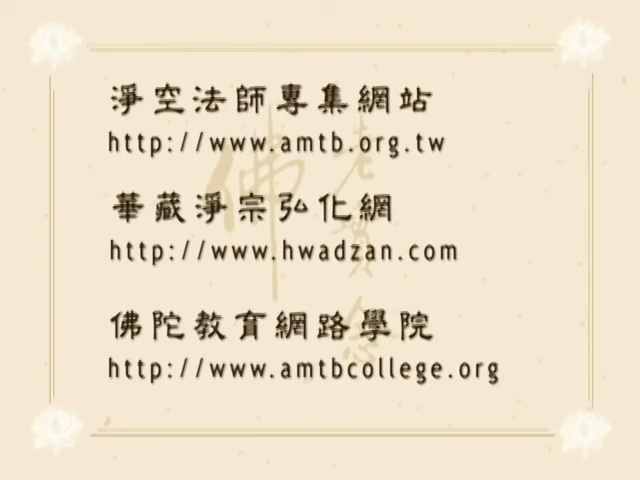 淨空法師專集網站
http://www.amtb.org.tw
華藏淨宗弘化網
http://www.hwadzan.com
佛陀教育網路學院
http://www.amtbcollege.org
佛